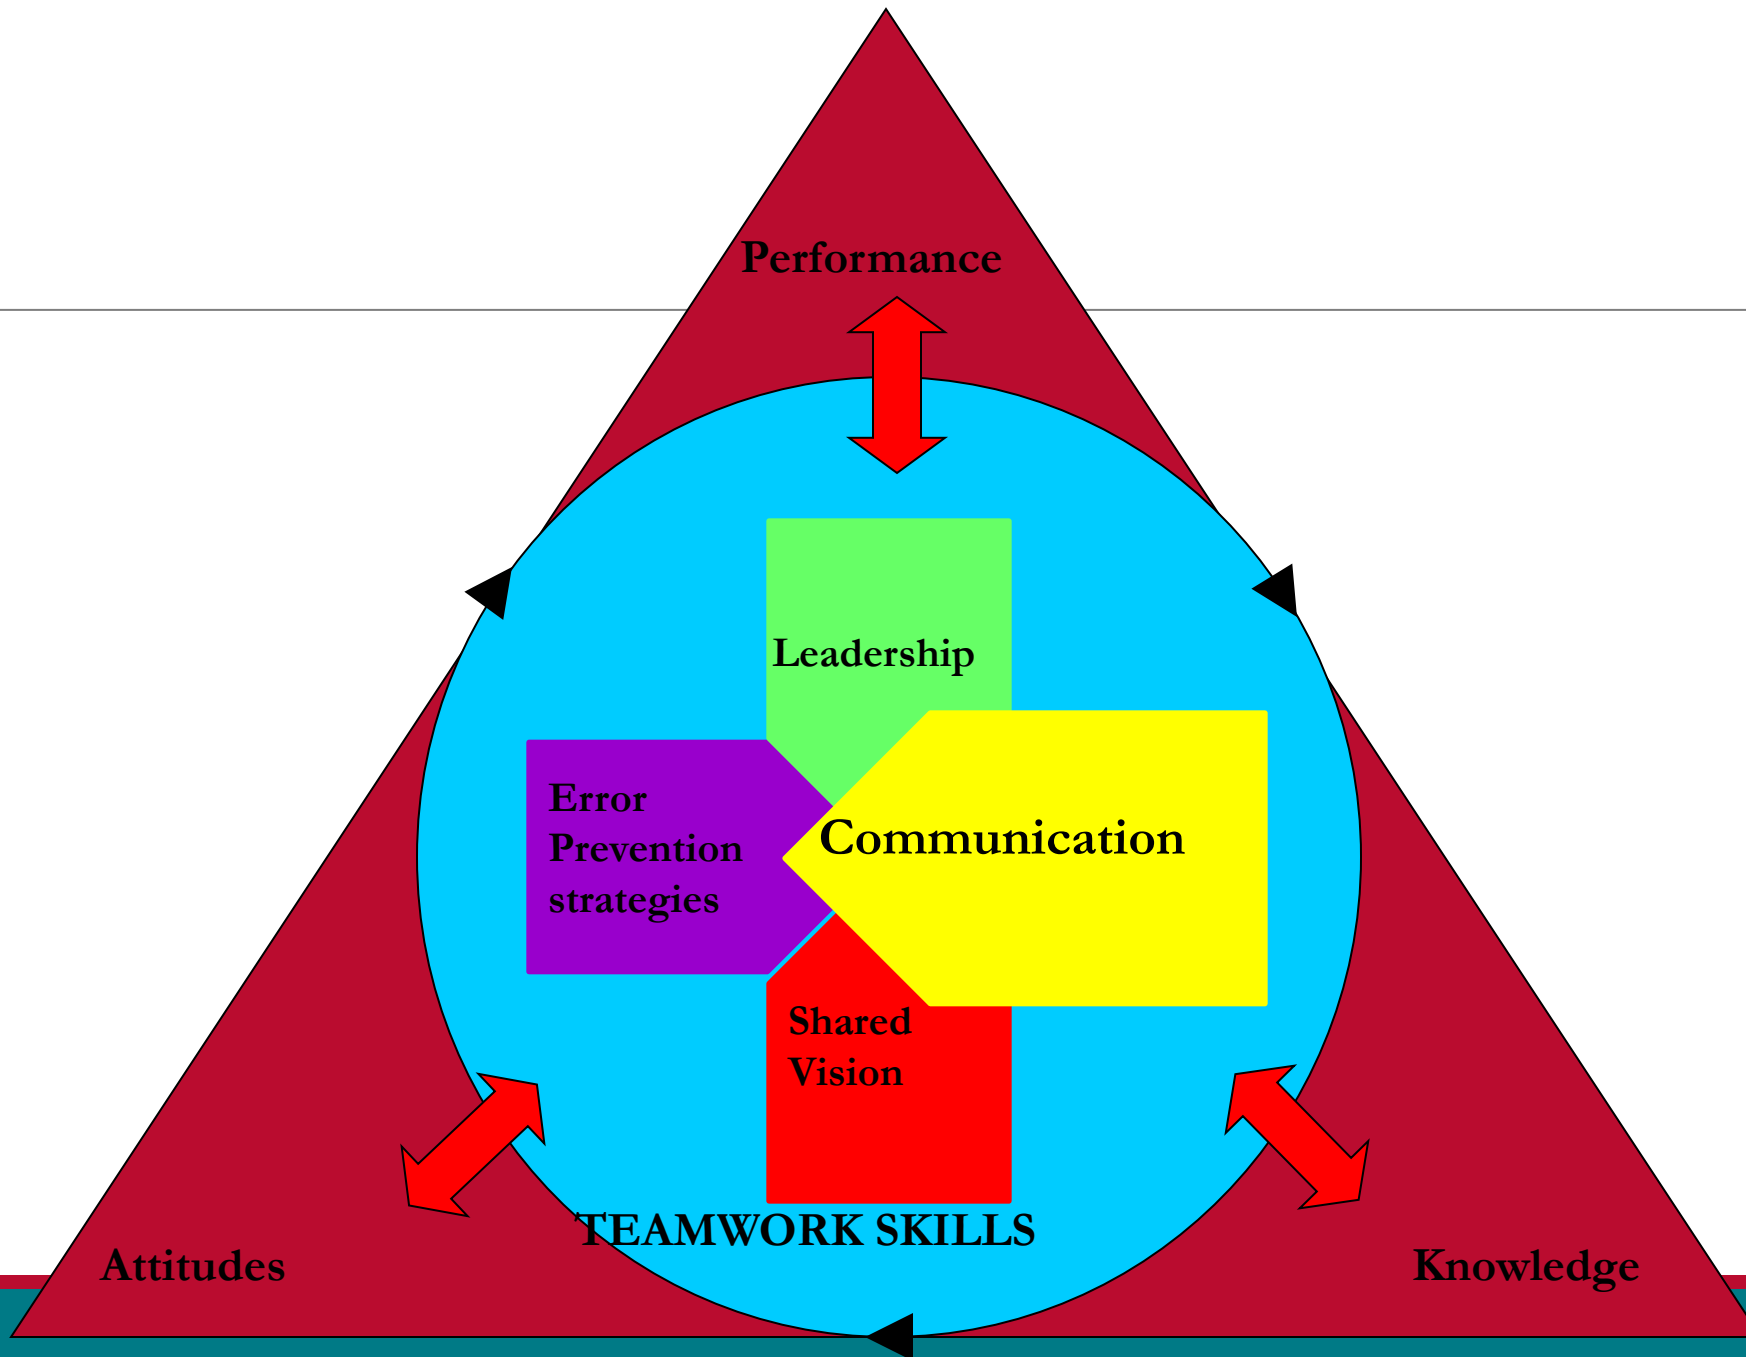 Performance
Leadership
Error
Prevention
strategies
Communication
Shared
Vision
TEAMWORK SKILLS
Attitudes
Knowledge